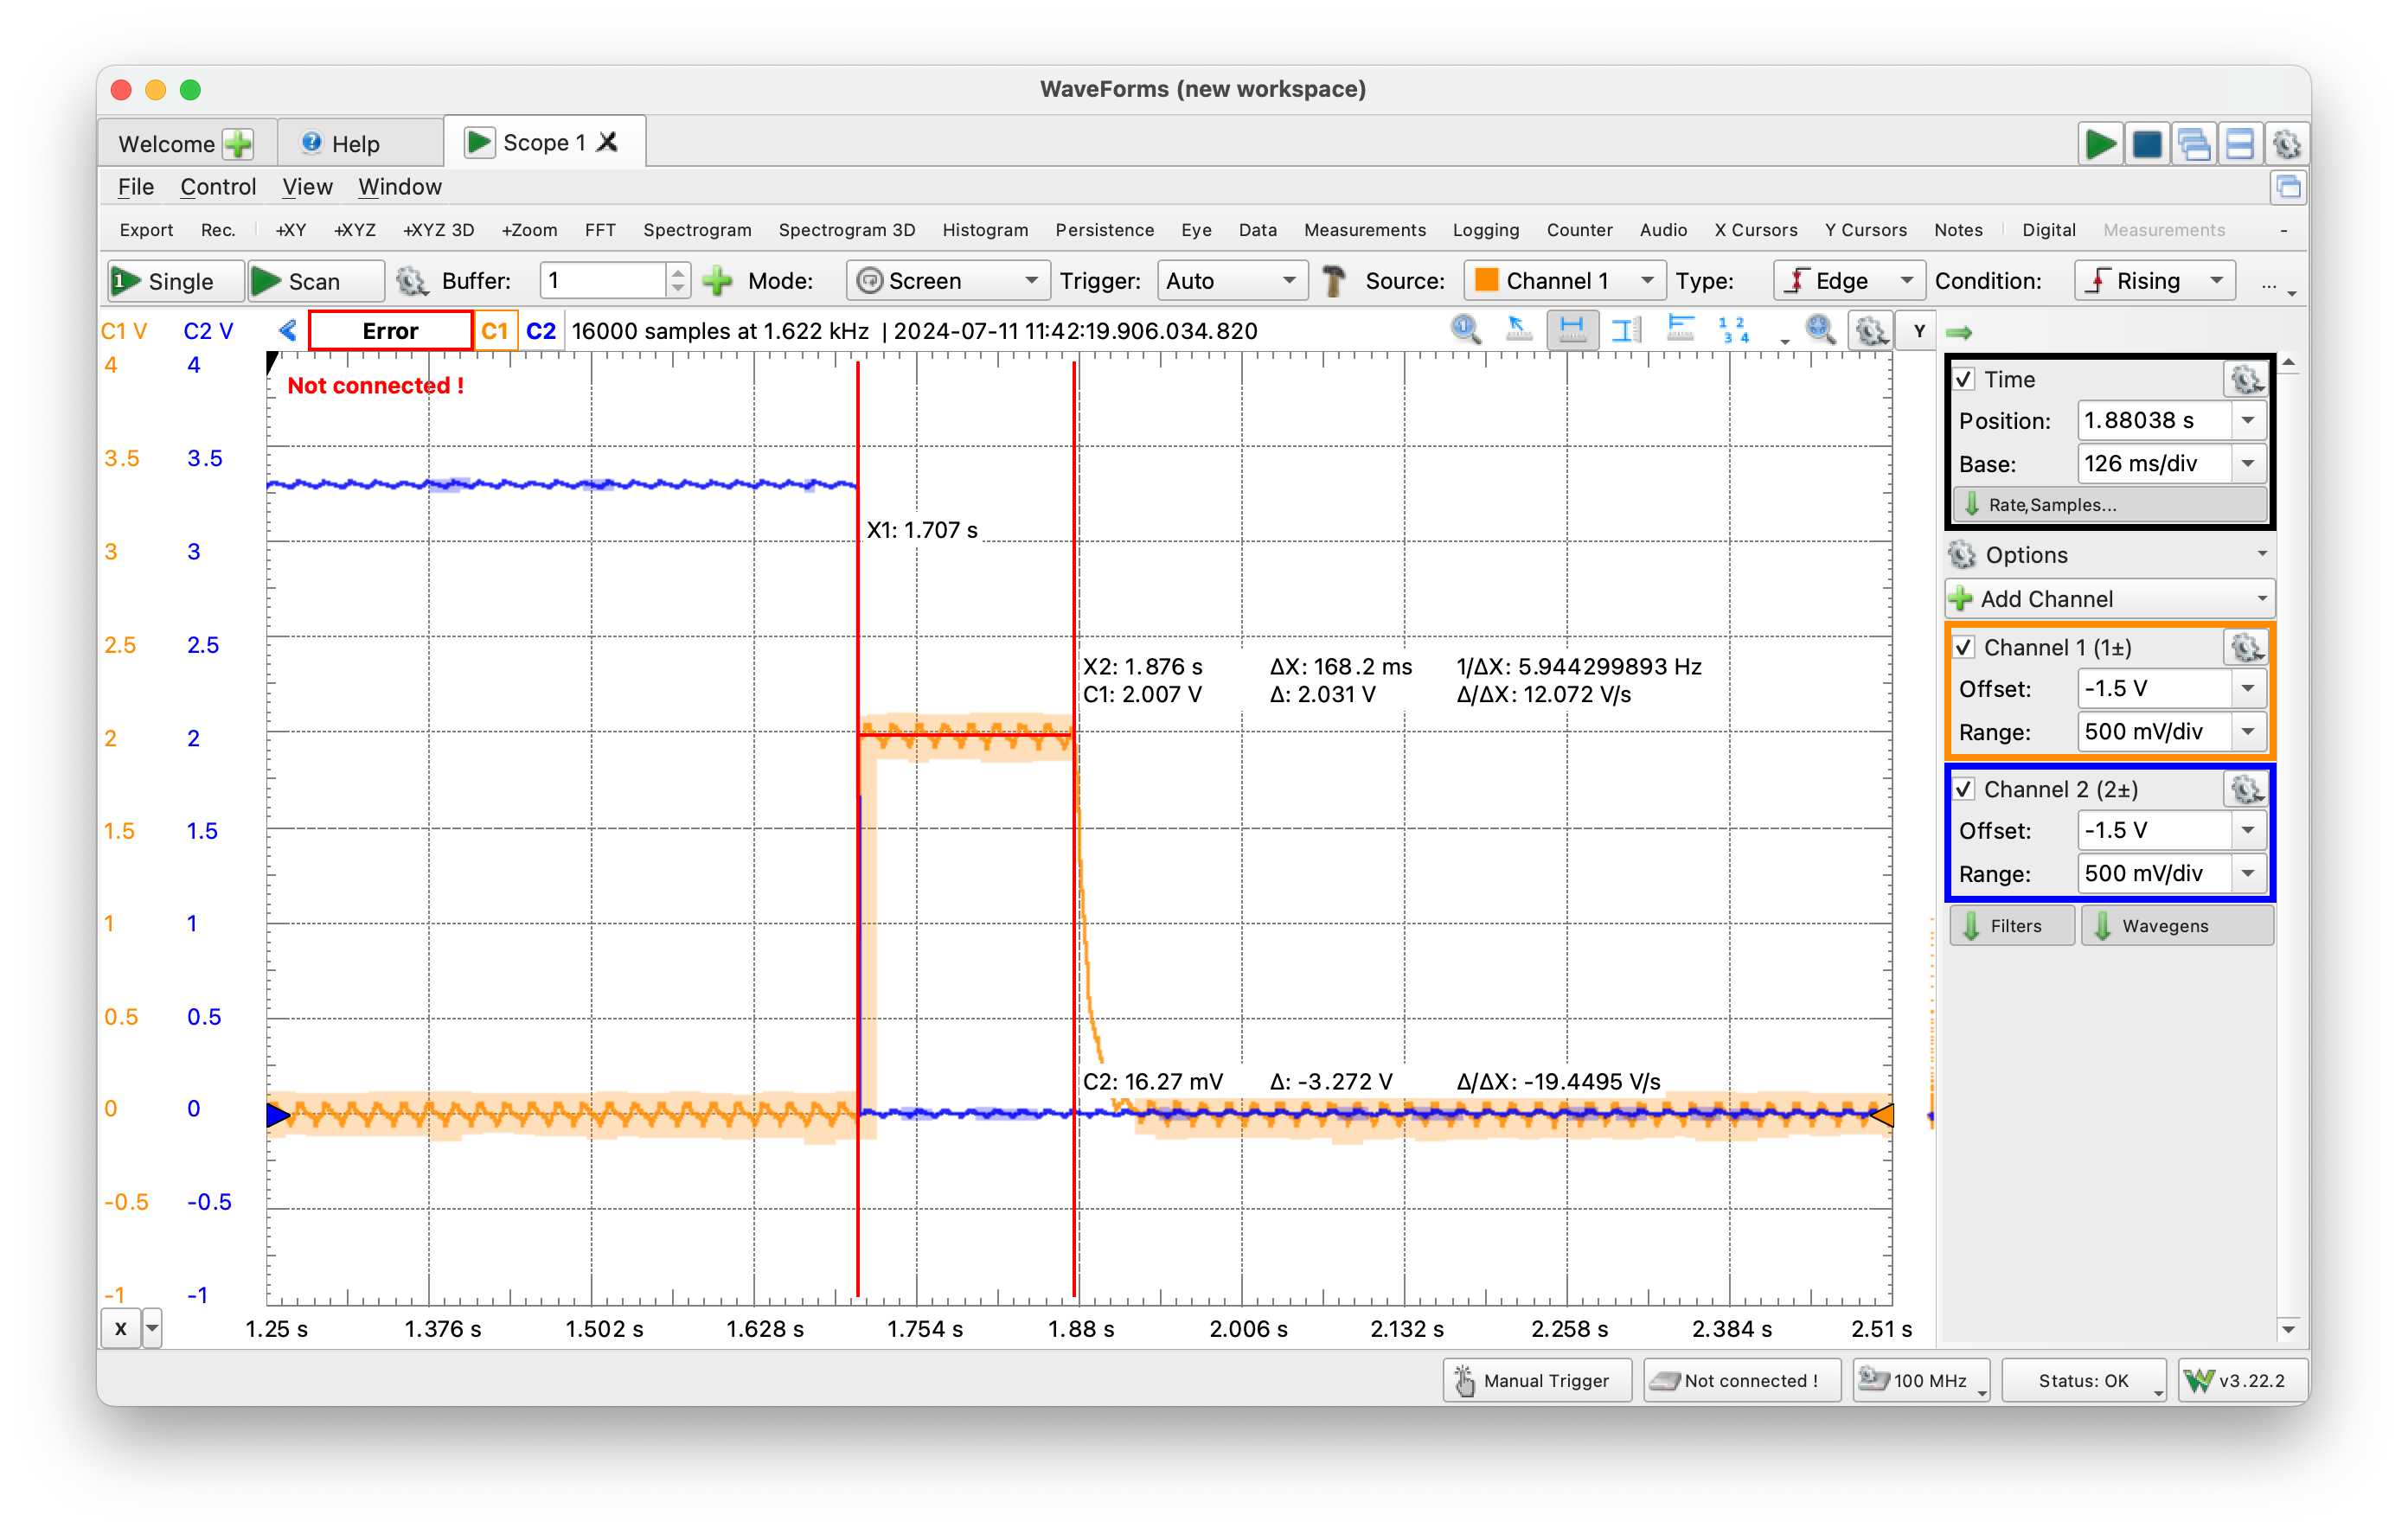 WaveForms (new workspace)
Welcome Help Scope 1
File Control View Window
Export Rec. +XY +XYZ +XYZ 3D +Zoom FFT Spectrogram Spectrogram 3D Histogram Persistence Eye Data Measurements Logging Counter Audio X Cursors Y Cursors Notes Digital Measurements -
1 Single Scan Buffer: 1 Mode: Screen Trigger: Auto Source: Channel 1 Type: Edge Condition: Rising ...
C1 V C2 V Error C1 C2 16000 samples at 1.622 kHz | 2024-07-11 11:42:19.906.034.820 Y
4 4
Not connected !
3.5 3.5
X1: 1.707 s
3 3
2.5 2.5
X2: 1.876 s ΔX: 168.2 ms 1/ΔX: 5.944299893 Hz
C1: 2.007 V Δ: 2.031 V Δ/ΔX: 12.072 V/s
2 2
1.5 1.5
1 1
0.5 0.5
C2: 16.27 mV Δ: -3.272 V Δ/ΔX: -19.4495 V/s
0 0
-0.5 -0.5
-1 -1
X 1.25 s 1.376 s 1.502 s 1.628 s 1.754 s 1.88 s 2.006 s 2.132 s 2.258 s 2.384 s 2.51 s
Time
Position: 1.88038 s
Base: 126 ms/div
Rate, Samples...
Options
Add Channel
Channel 1 (1±)
Offset: -1.5 V
Range: 500 mV/div
Channel 2 (2±)
Offset: -1.5 V
Range: 500 mV/div
Filters Wavegens
Manual Trigger Not connected ! 100 MHz Status: OK v3.22.2